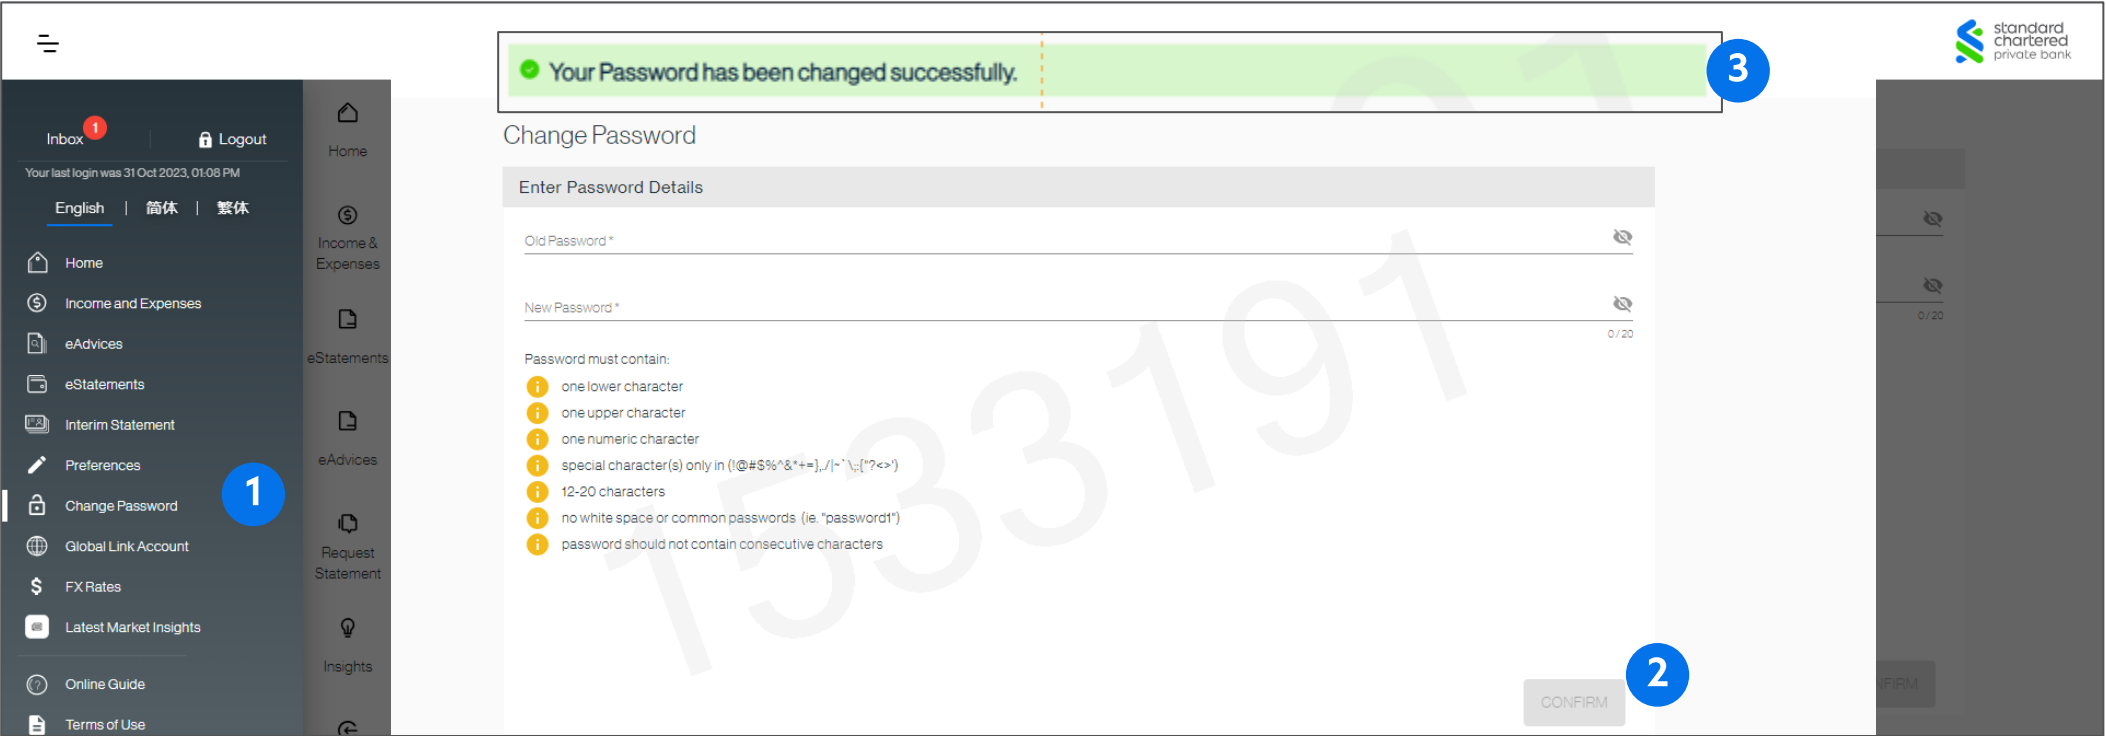 standard
chartered
private bank
Your Password has been changed successfully.
3
Inbox 1
Logout
Your last login was 31 Oct 2023, 01:08 PM
English | 简体 | 繁体
Home
Income and Expenses
eAdvices
eStatements
Interim Statement
Preferences
Change Password
1
Global Link Account
FX Rates
Latest Market Insights
Online Guide
Terms of Use
Home
Income &
Expenses
eStatements
eAdvices
Request
Statement
Insights
Change Password
Enter Password Details
Old Password *
New Password *
0 / 20
Password must contain:
one lower character
one upper character
one numeric character
special character(s) only in (!@#$%^&*+=},./|~`\;:{"?<>')
12-20 characters
no white space or common passwords (ie. "password1")
password should not contain consecutive characters
CONFIRM
2
1533191
0 / 20
NFIRM